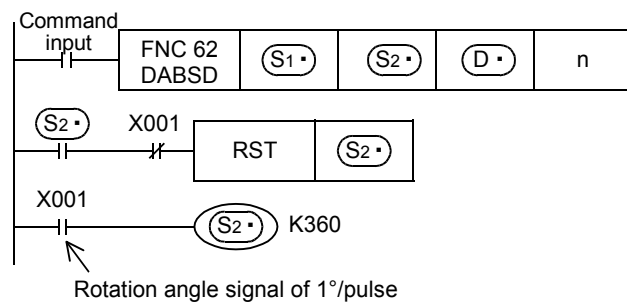 Command
input
FNC 62
DABSD
S1・
S2・
D・
n
S2・
X001
RST
S2・
X001
S2・
K360
Rotation angle signal of 1°/pulse